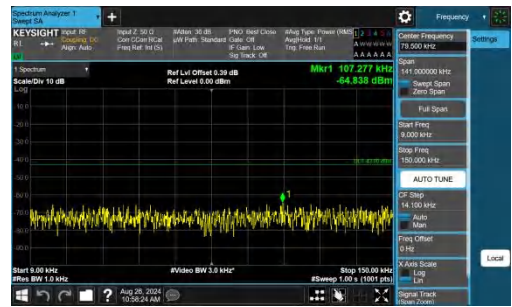 Spectrum Analyzer 1
Swept SA
+
Frequency
KEYSIGHT
Input: RF
Coupling: DC
Align: Auto
Input Z: 50 Ω
Corr CCorr RCal
Freq Ref: Int (S)
#Atten: 36 dB
µW Path: Standard
PNO: Best Close
Gate: Off
IF Gain: Low
Sig Track: Off
#Avg Type: Power (RMS)
Avg|Hold: 1/1
Trig: Free Run
1 Spectrum
Scale/Div 10 dB
Log
Ref Lvl Offset 0.39 dB
Ref Level 0.00 dBm
Mkr1 107.277 kHz
-64.838 dBm
1
Start 9.00 kHz
#Res BW 1.0 kHz
#Video BW 3.0 kHz*
Stop 150.00 kHz
#Sweep 1.00 s (1001 pts)
Center Frequency
79.500 kHz
Settings
Span
141.000000 kHz
Swept Span
Zero Span
Full Span
Start Freq
9.000 kHz
Stop Freq
150.000 kHz
AUTO TUNE
CF Step
14.100 kHz
Auto
Man
Freq Offset
0 Hz
X Axis Scale
Log
Lin
Signal Track
(Span Zoom)
Local
Aug 28, 2024
10:58:24 AM